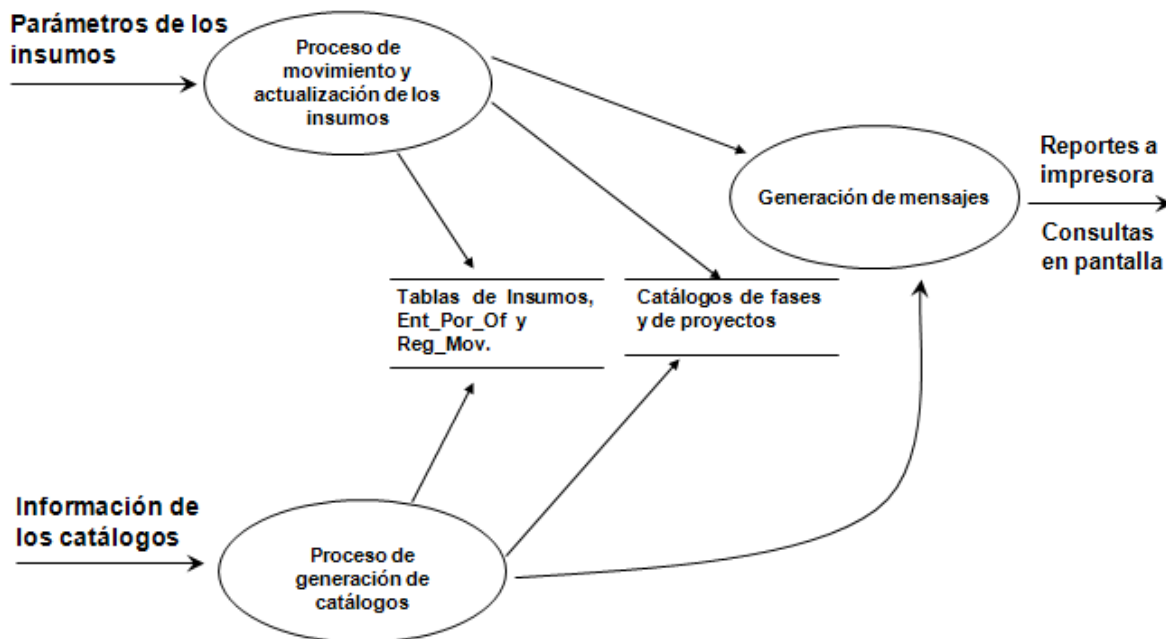 Parámetros de los
insumos
Proceso de
movimiento y
actualización de los
insumos
Generación de mensajes
Reportes a
impresora
Consultas
en pantalla
Tablas de Insumos,
Ent_Por_Of y
Reg_Mov.
Catálogos de fases
y de proyectos
Información de
los catálogos
Proceso de
generación de
catálogos